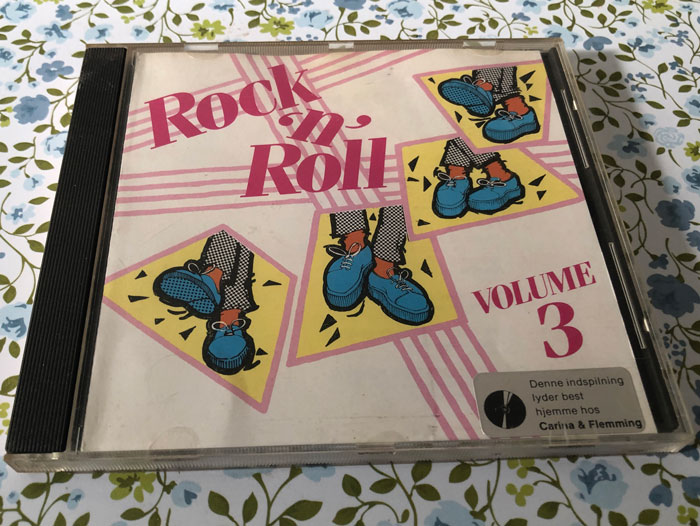 Rock
'n'
Roll
VOLUME
3
Denne indspilning
lyder best
hjemme hos
Carina & Flemming